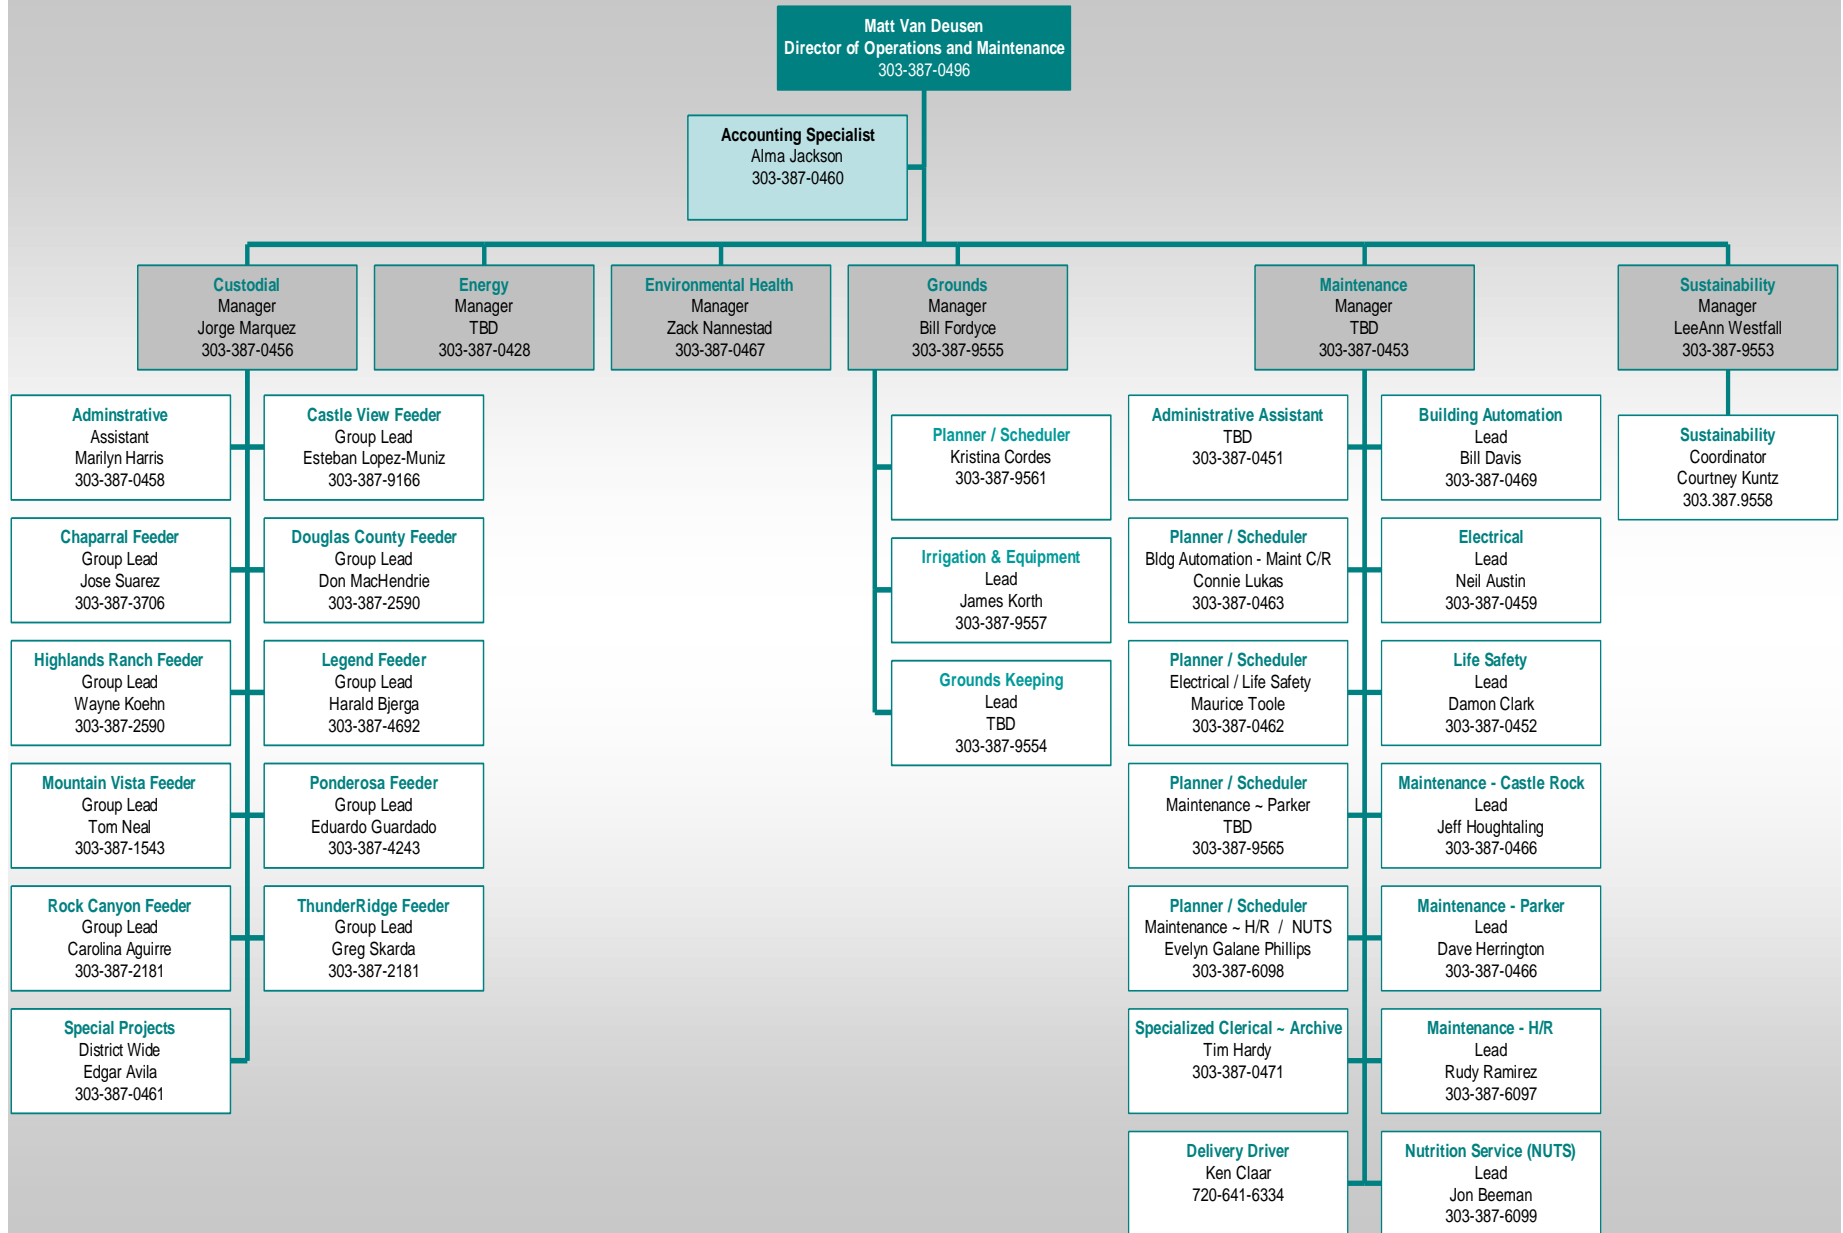 Matt Van Deusen
Director of Operations and Maintenance
303-387-0496
Accounting Specialist
Alma Jackson
303-387-0460
Custodial
Manager
Jorge Marquez
303-387-0456
Energy
Manager
TBD
303-387-0428
Environmental Health
Manager
Zack Nannestad
303-387-0467
Grounds
Manager
Bill Fordyce
303-387-9555
Maintenance
Manager
TBD
303-387-0453
Sustainability
Manager
LeeAnn Westfall
303-387-9553
Adminstrative
Assistant
Marilyn Harris
303-387-0458
Castle View Feeder
Group Lead
Esteban Lopez-Muniz
303-387-9166
Chaparral Feeder
Group Lead
Jose Suarez
303-387-3706
Douglas County Feeder
Group Lead
Don MacHendrie
303-387-2590
Highlands Ranch Feeder
Group Lead
Wayne Koehn
303-387-2590
Legend Feeder
Group Lead
Harald Bjerga
303-387-4692
Mountain Vista Feeder
Group Lead
Tom Neal
303-387-1543
Ponderosa Feeder
Group Lead
Eduardo Guardado
303-387-4243
Rock Canyon Feeder
Group Lead
Carolina Aguirre
303-387-2181
ThunderRidge Feeder
Group Lead
Greg Skarda
303-387-2181
Special Projects
District Wide
Edgar Avila
303-387-0461
Planner / Scheduler
Kristina Cordes
303-387-9561
Irrigation & Equipment
Lead
James Korth
303-387-9557
Grounds Keeping
Lead
TBD
303-387-9554
Administrative Assistant
TBD
303-387-0451
Building Automation
Lead
Bill Davis
303-387-0469
Planner / Scheduler
Bldg Automation - Maint C/R
Connie Lukas
303-387-0463
Electrical
Lead
Neil Austin
303-387-0459
Planner / Scheduler
Electrical / Life Safety
Maurice Toole
303-387-0462
Life Safety
Lead
Damon Clark
303-387-0452
Planner / Scheduler
Maintenance ~ Parker
TBD
303-387-9565
Maintenance - Castle Rock
Lead
Jeff Houghtaling
303-387-0466
Planner / Scheduler
Maintenance ~ H/R / NUTS
Evelyn Galane Phillips
303-387-6098
Maintenance - Parker
Lead
Dave Herrington
303-387-0466
Specialized Clerical ~ Archive
Tim Hardy
303-387-0471
Maintenance - H/R
Lead
Rudy Ramirez
303-387-6097
Delivery Driver
Ken Claar
720-641-6334
Nutrition Service (NUTS)
Lead
Jon Beeman
303-387-6099
Sustainability
Coordinator
Courtney Kuntz
303.387.9558